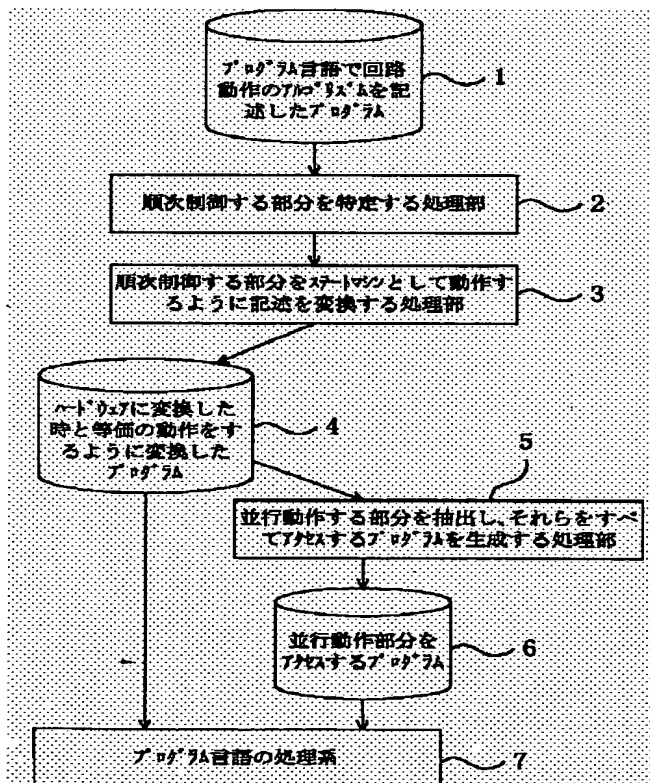 プログラム言語で回路
動作のアルゴリズムを記
述したプログラム
1
順次制御する部分を特定する処理部
2
順次制御する部分をステートマシンとして動作す
るように記述を変換する処理部
3
ハードウェアに変換した
時と等価の動作をす
るように変換した
プログラム
4
5
並行動作する部分を抽出し、それらをすべ
てアクセスするプログラムを生成する処理部
並行動作部分を
アクセスするプログラム
6
プログラム言語の処理系
7